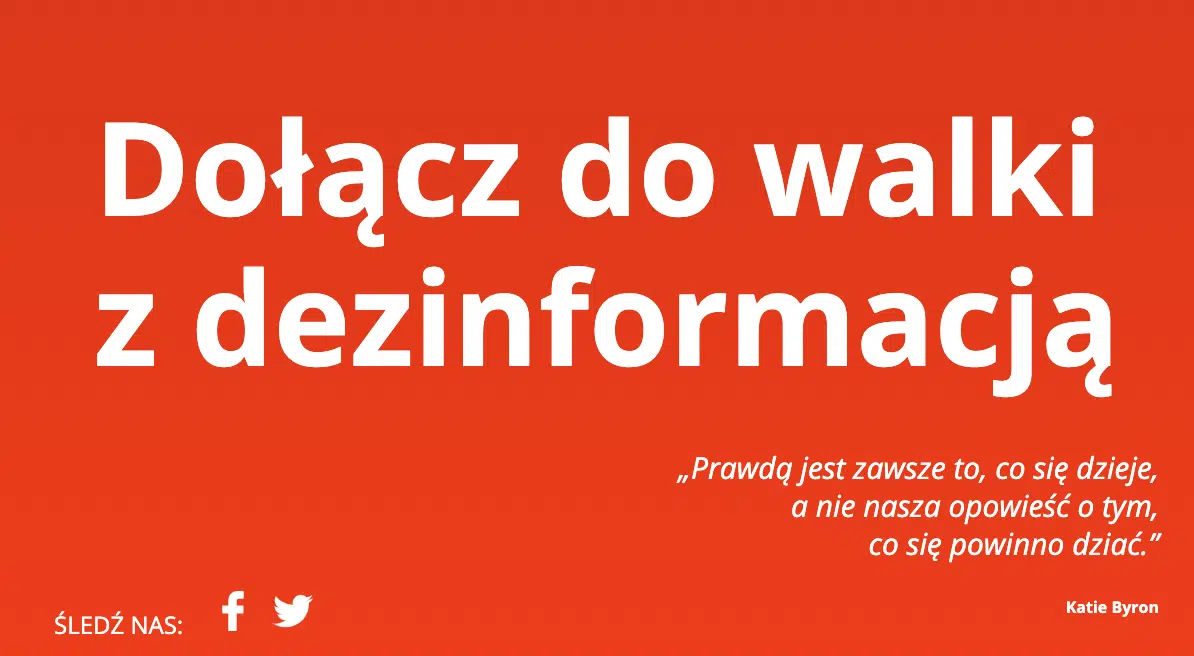 Dołącz do walki
z dezinformacją
„Prawdą jest zawsze to, co się dzieje,
a nie nasza opowieść o tym,
co się powinno dziać.”
Katie Byron
ŚLEDŹ NAS: